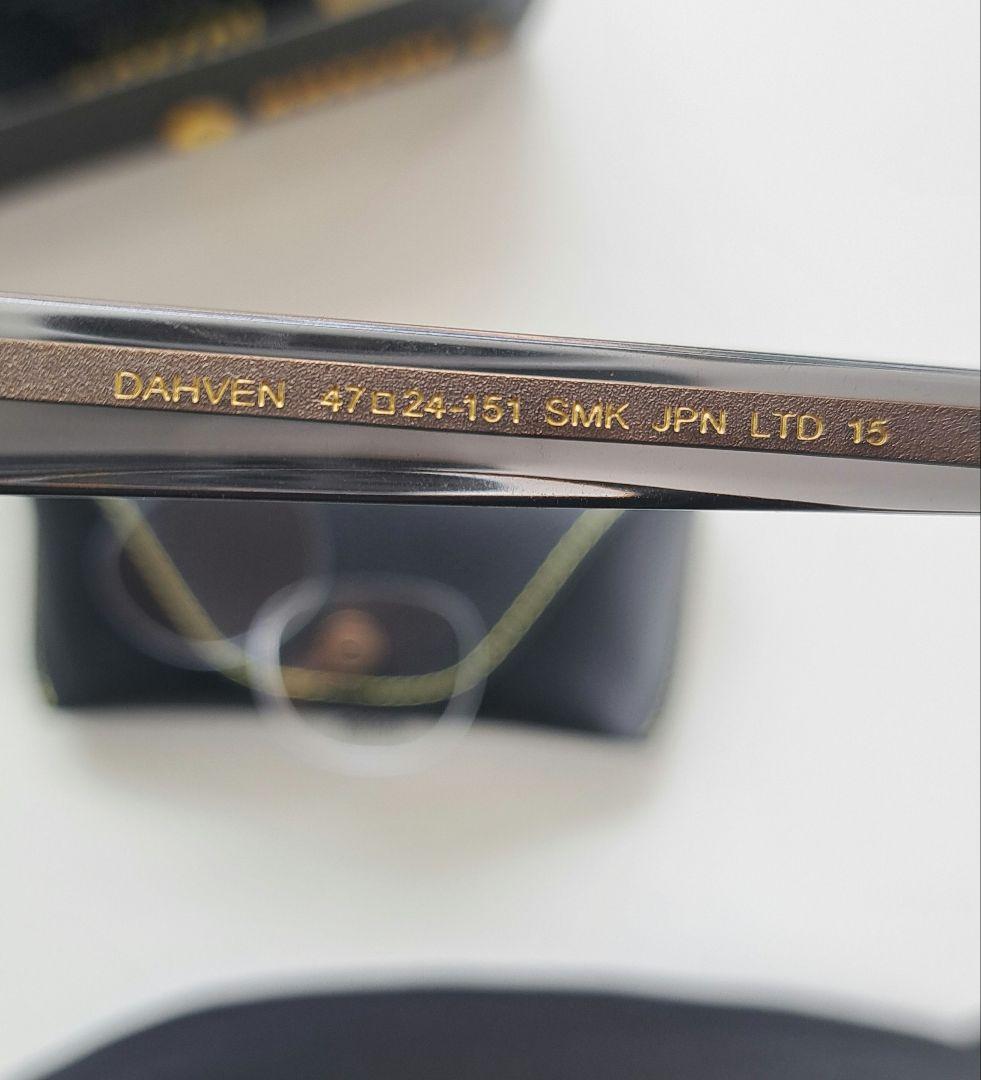 DAHVEN 47□24-151 SMK JPN LTD 15